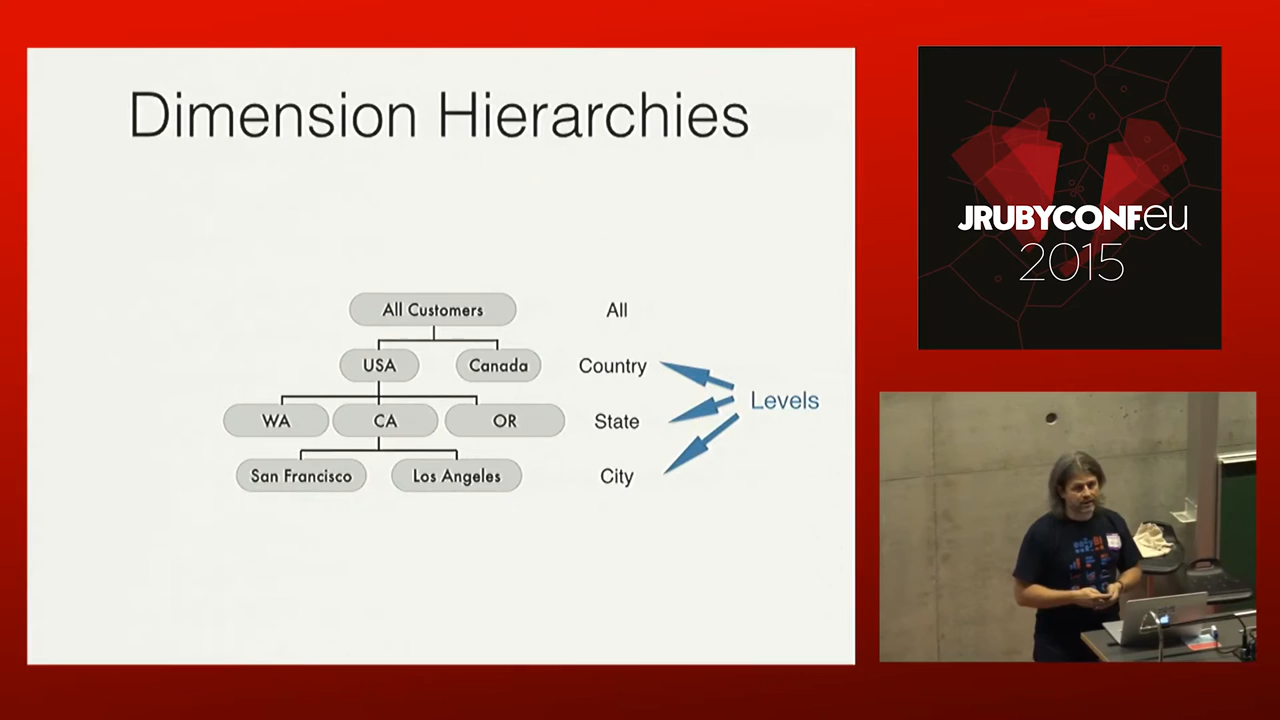 Dimension Hierarchies
All Customers All
USA Canada Country
WA CA OR State
San Francisco Los Angeles City
Levels
JRUBYCONF.eu
2015